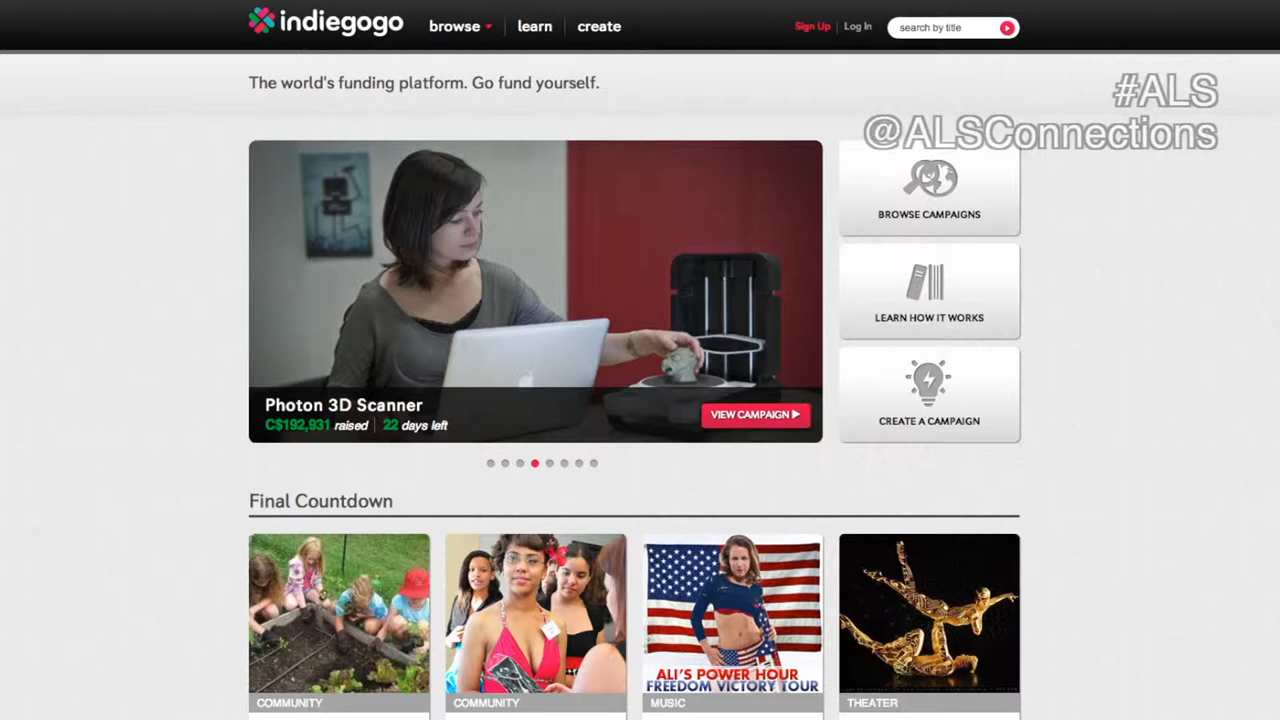 indiegogo
browse
learn
create
Sign Up
Log In
search by title
The world's funding platform. Go fund yourself.
#ALS
@ALSConnections
BROWSE CAMPAIGNS
LEARN HOW IT WORKS
CREATE A CAMPAIGN
Photon 3D Scanner
C$192,931 raised 22 days left
VIEW CAMPAIGN
Final Countdown
ALI'S POWER HOUR
FREEDOM VICTORY TOUR
COMMUNITY
COMMUNITY
MUSIC
THEATER